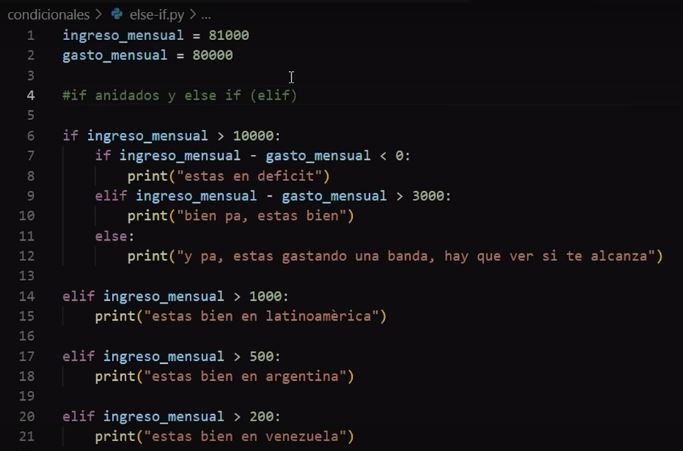 condicionales > else-if.py > ...
1 ingreso_mensual = 81000
2 gasto_mensual = 80000
3
4 #if anidados y else if (elif)
5
6 if ingreso_mensual > 10000:
7     if ingreso_mensual - gasto_mensual < 0:
8         print("estas en deficit")
9     elif ingreso_mensual - gasto_mensual > 3000:
10         print("bien pa, estas bien")
11     else:
12         print("y pa, estas gastando una banda, hay que ver si te alcanza")
13
14 elif ingreso_mensual > 1000:
15     print("estas bien en latinoamèrica")
16
17 elif ingreso_mensual > 500:
18     print("estas bien en argentina")
19
20 elif ingreso_mensual > 200:
21     print("estas bien en venezuela")